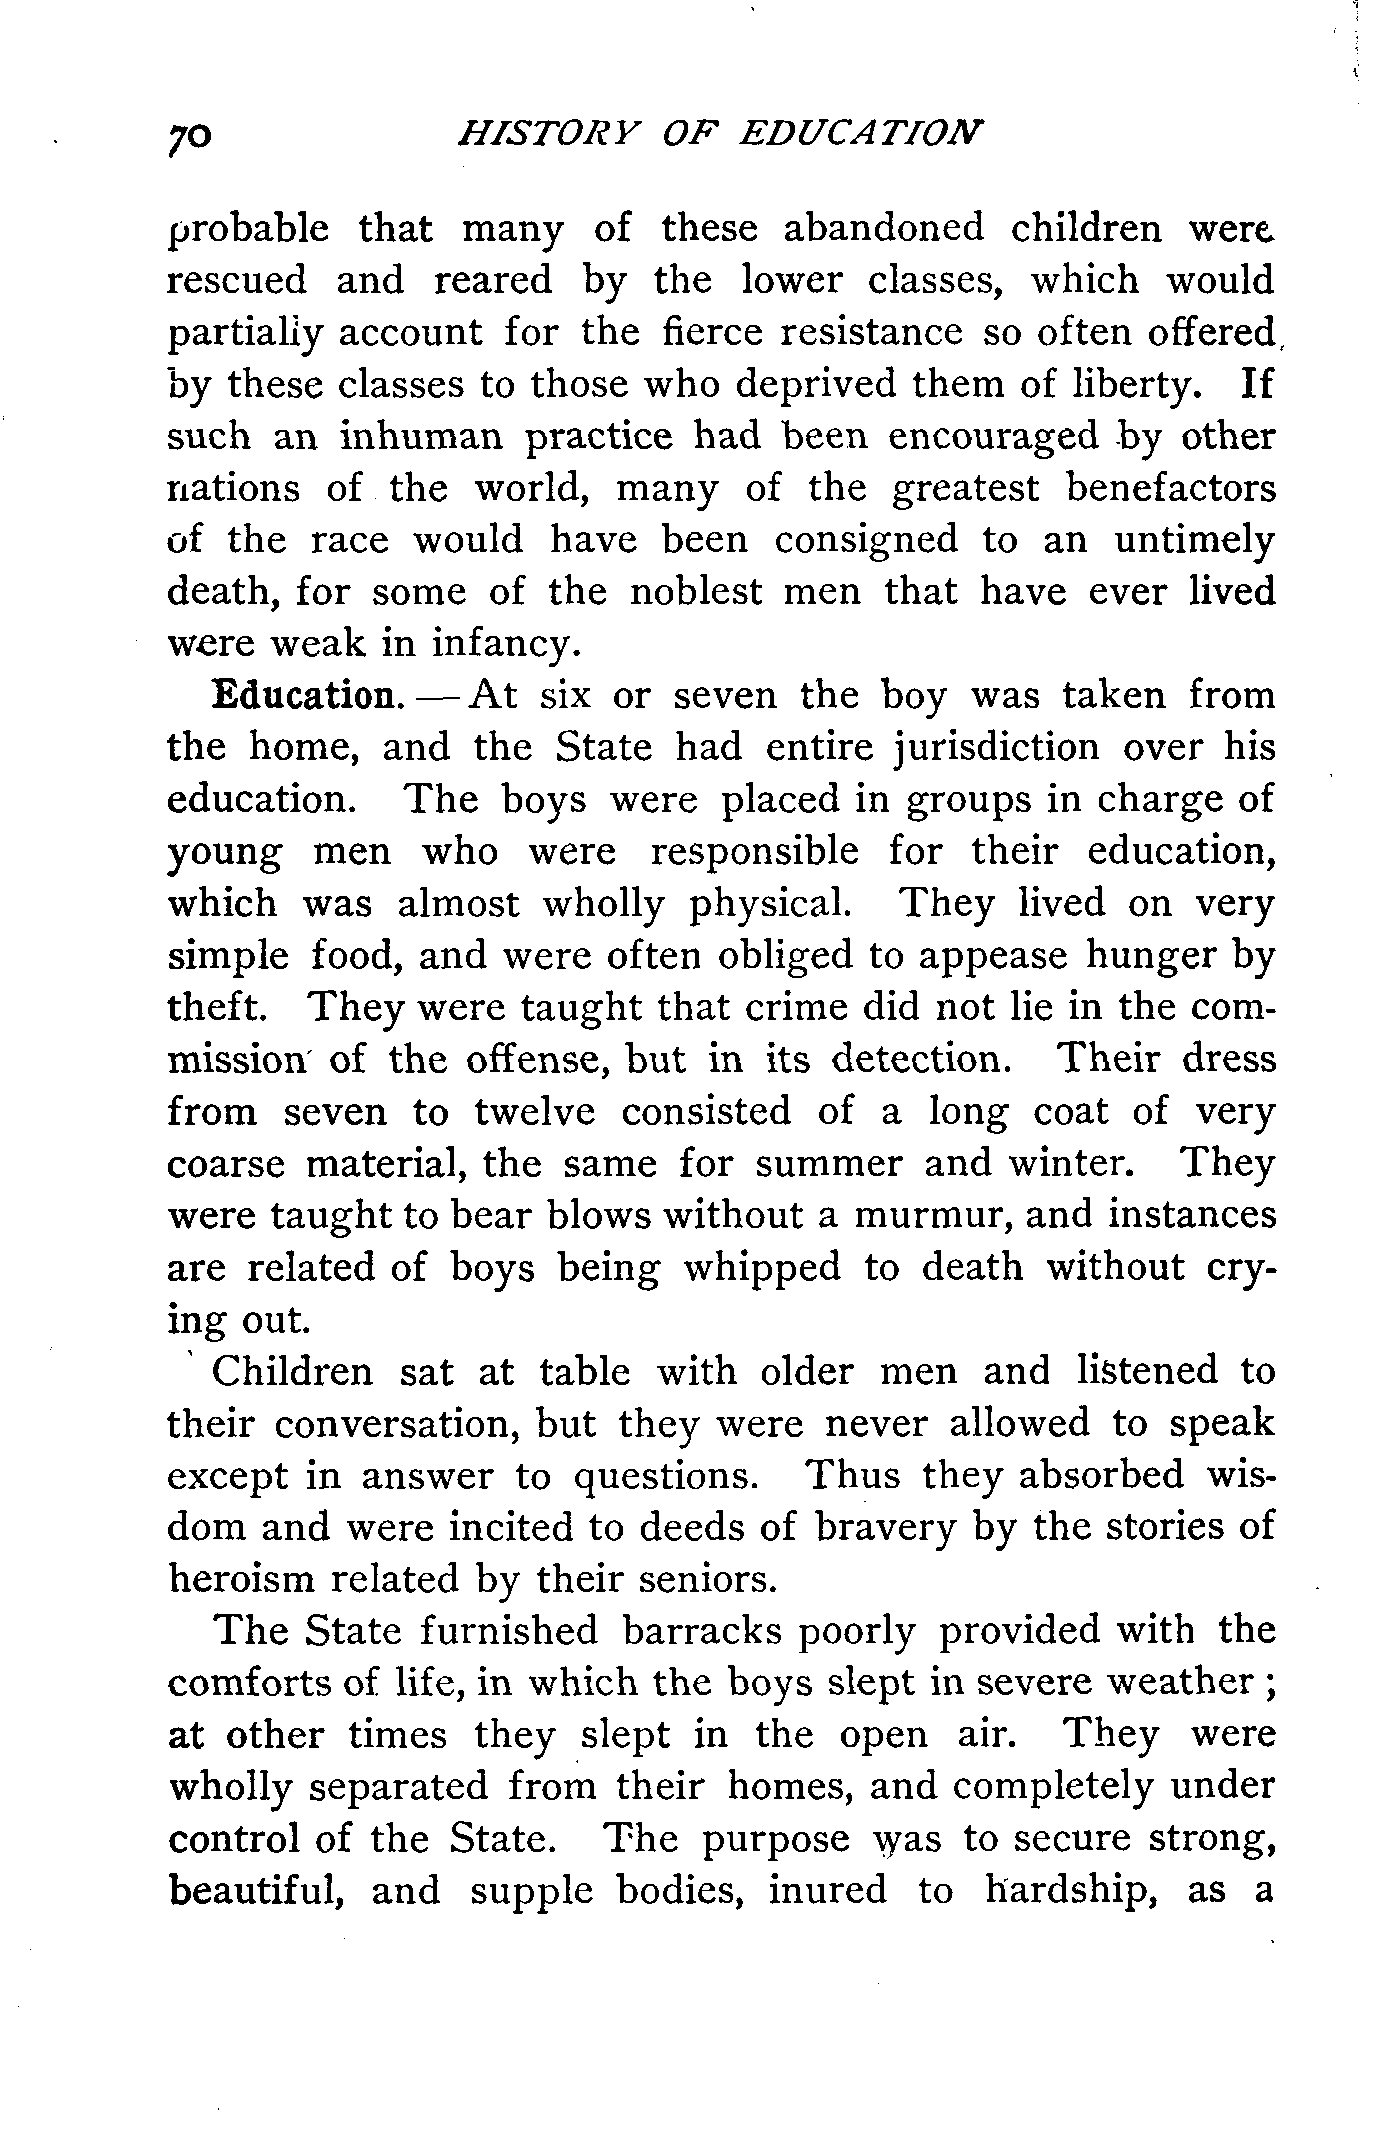 70 HISTORY OF EDUCATION
probable that many of these abandoned children were
rescued and reared by the lower classes, which would
partially account for the fierce resistance so often offered
by these classes to those who deprived them of liberty. If
such an inhuman practice had been encouraged by other
nations of the world, many of the greatest benefactors
of the race would have been consigned to an untimely
death, for some of the noblest men that have ever lived
were weak in infancy.
Education. — At six or seven the boy was taken from
the home, and the State had entire jurisdiction over his
education. The boys were placed in groups in charge of
young men who were responsible for their education,
which was almost wholly physical. They lived on very
simple food, and were often obliged to appease hunger by
theft. They were taught that crime did not lie in the com-
mission of the offense, but in its detection. Their dress
from seven to twelve consisted of a long coat of very
coarse material, the same for summer and winter. They
were taught to bear blows without a murmur, and instances
are related of boys being whipped to death without cry-
ing out.
Children sat at table with older men and listened to
their conversation, but they were never allowed to speak
except in answer to questions. Thus they absorbed wis-
dom and were incited to deeds of bravery by the stories of
heroism related by their seniors.
The State furnished barracks poorly provided with the
comforts of life, in which the boys slept in severe weather ;
at other times they slept in the open air. They were
wholly separated from their homes, and completely under
control of the State. The purpose was to secure strong,
beautiful, and supple bodies, inured to hardship, as a